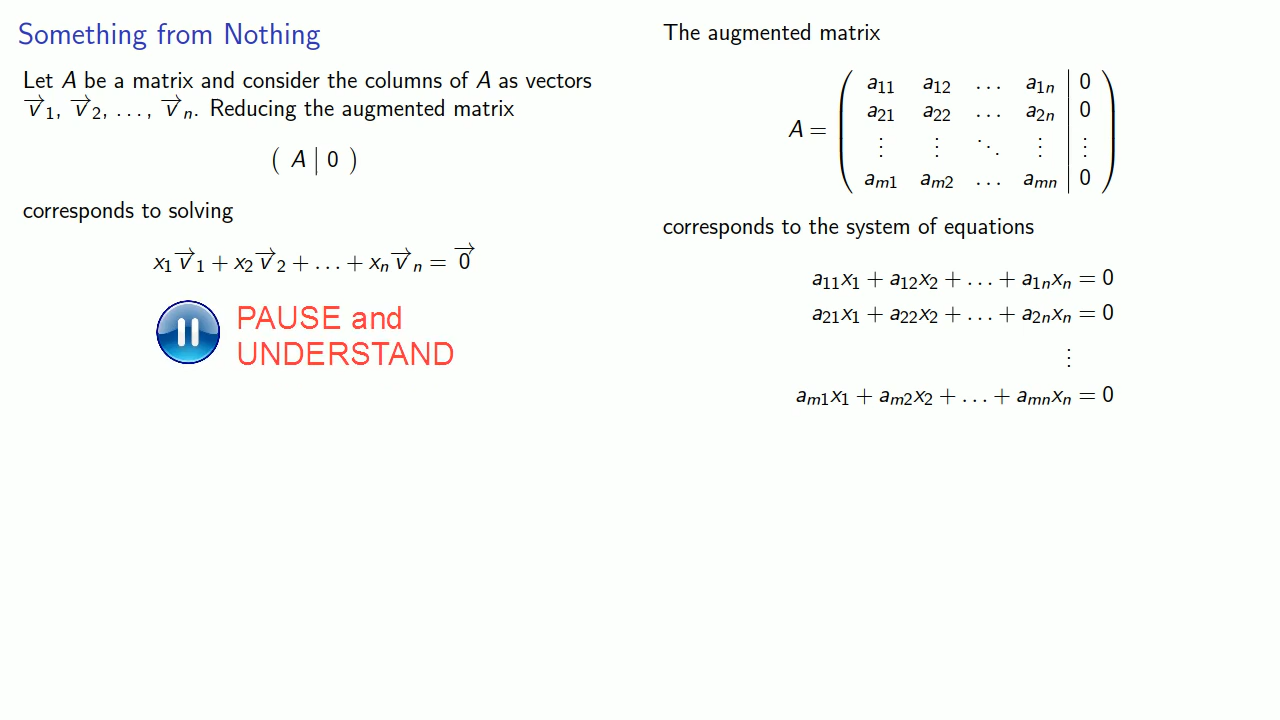 Something from Nothing
Let A be a matrix and consider the columns of A as vectors
v⃗₁, v⃗₂, …, v⃗ₙ. Reducing the augmented matrix
( A | 0 )
corresponds to solving
x₁v⃗₁ + x₂v⃗₂ + … + xₙv⃗ₙ = 0⃗
PAUSE and
UNDERSTAND
The augmented matrix
A = ( a₁₁ a₁₂ … a₁ₙ | 0
a₂₁ a₂₂ … a₂ₙ | 0
⋮ ⋮ ⋱ ⋮ | ⋮
aₘ₁ aₘ₂ … aₘₙ | 0 )
corresponds to the system of equations
a₁₁x₁ + a₁₂x₂ + … + a₁ₙxₙ = 0
a₂₁x₁ + a₂₂x₂ + … + a₂ₙxₙ = 0
⋮
aₘ₁x₁ + aₘ₂x₂ + … + aₘₙxₙ = 0